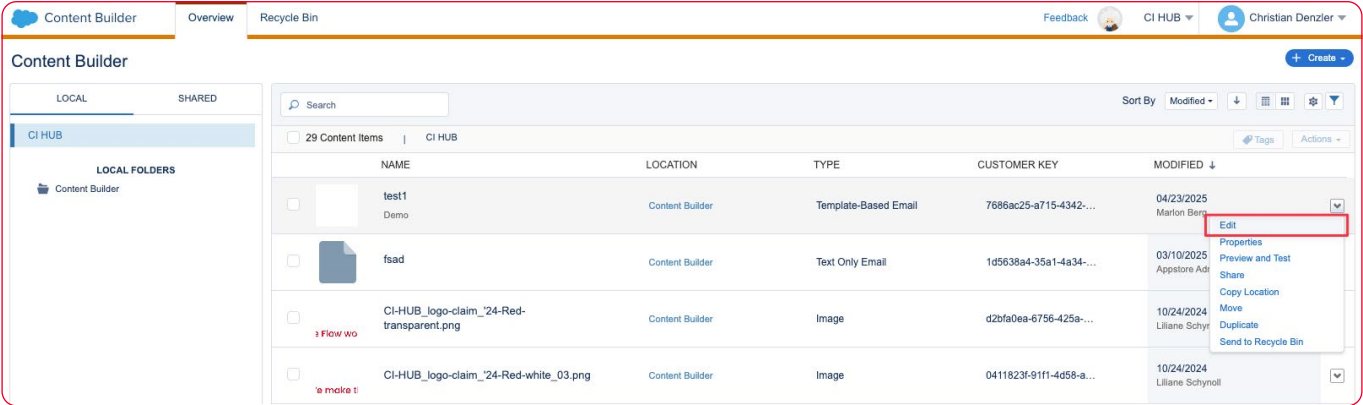 Content Builder
Overview
Recycle Bin
Feedback
CI HUB
Christian Denzler
Content Builder
+ Create
LOCAL
SHARED
Search
Sort By
Modified
CI HUB
29 Content Items | CI HUB
Tags
Actions
LOCAL FOLDERS
Content Builder
NAME
LOCATION
TYPE
CUSTOMER KEY
MODIFIED ↓
test1
Demo
Content Builder
Template-Based Email
7686ac25-a715-4342-...
04/23/2025
Marlon Berg
Edit
Properties
Preview and Test
Share
Copy Location
Move
Duplicate
Send to Recycle Bin
fsad
Content Builder
Text Only Email
1d5638a4-35a1-4a34-...
03/10/2025
Appstore Adr
CI-HUB_logo-claim_'24-Red-
transparent.png
Content Builder
Image
d2bfa0ea-6756-425a-...
10/24/2024
Liliane Schyr
Flow wo
CI-HUB_logo-claim_'24-Red-white_03.png
Content Builder
Image
0411823f-91f1-4d58-a...
10/24/2024
Liliane Schynoll
'e make ti